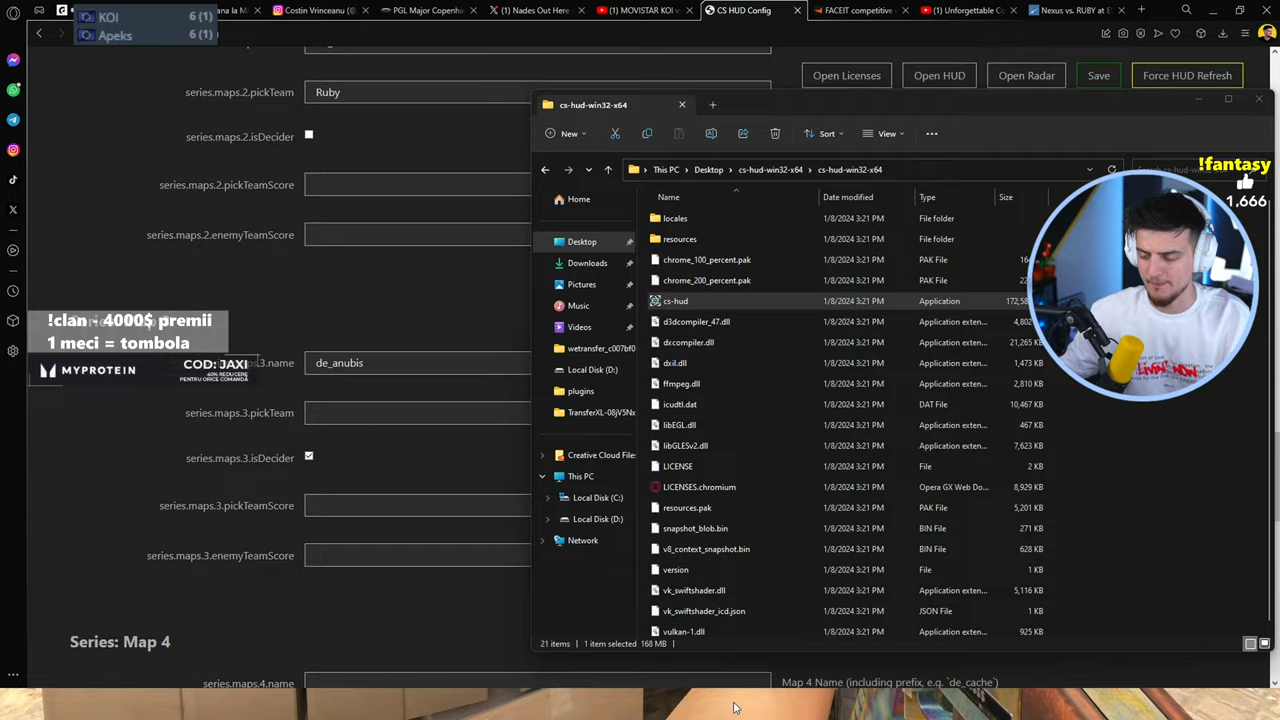 KOI 6 (1)
Apeks 6 (1)
Costin Vrinceanu (
PGL Major Copenhag
Nades Out Here
MOVISTAR KOI v
CS HUD Config
FACEIT competitive
Unforgettable Co
Nexus vs. RUBY at E
Open Licenses
Open HUD
Open Radar
Save
Force HUD Refresh
series.maps.2.pickTeam
Ruby
series.maps.2.isDecider
series.maps.2.pickTeamScore
series.maps.2.enemyTeamScore
!clan - 4000$ premii
1 meci = tombola
MYPROTEIN
COD: JAXI
40% REDUCERE
PENTRU ORICE COMANDĂ
3.name
de_anubis
series.maps.3.pickTeam
series.maps.3.isDecider
series.maps.3.pickTeamScore
series.maps.3.enemyTeamScore
Series: Map 4
series.maps.4.name
Map 4 Name (including prefix, e.g. `de_cache`)
cs-hud-win32-x64
New
Sort
View
This PC
Desktop
cs-hud-win32-x64
cs-hud-win32-x64
!fantasy
1,666
Home
Desktop
Downloads
Pictures
Music
Videos
wetransfer_c007bf0
Local Disk (D:)
plugins
TransferXL-08jV5Nx
Creative Cloud Files
This PC
Local Disk (C:)
Local Disk (D:)
Network
Name Date modified Type Size
locales 1/8/2024 3:21 PM File folder
resources 1/8/2024 3:21 PM File folder
chrome_100_percent.pak 1/8/2024 3:21 PM PAK File
chrome_200_percent.pak 1/8/2024 3:21 PM PAK File
cs-hud 1/8/2024 3:21 PM Application 172,58
d3dcompiler_47.dll 1/8/2024 3:21 PM Application exten... 4,802
dxcompiler.dll 1/8/2024 3:21 PM Application exten... 21,265 KB
dxil.dll 1/8/2024 3:21 PM Application exten... 1,473 KB
ffmpeg.dll 1/8/2024 3:21 PM Application exten... 2,810 KB
icudtl.dat 1/8/2024 3:21 PM DAT File 10,467 KB
libEGL.dll 1/8/2024 3:21 PM Application exten... 467 KB
libGLESv2.dll 1/8/2024 3:21 PM Application exten... 7,623 KB
LICENSE 1/8/2024 3:21 PM File 2 KB
LICENSES.chromium 1/8/2024 3:21 PM Opera GX Web Do... 8,929 KB
resources.pak 1/8/2024 3:21 PM PAK File 5,201 KB
snapshot_blob.bin 1/8/2024 3:21 PM BIN File 271 KB
v8_context_snapshot.bin 1/8/2024 3:21 PM BIN File 628 KB
version 1/8/2024 3:21 PM File 1 KB
vk_swiftshader.dll 1/8/2024 3:21 PM Application exten... 5,116 KB
vk_swiftshader_icd.json 1/8/2024 3:21 PM JSON File 1 KB
vulkan-1.dll 1/8/2024 3:21 PM Application exten... 925 KB
21 items 1 item selected 168 MB